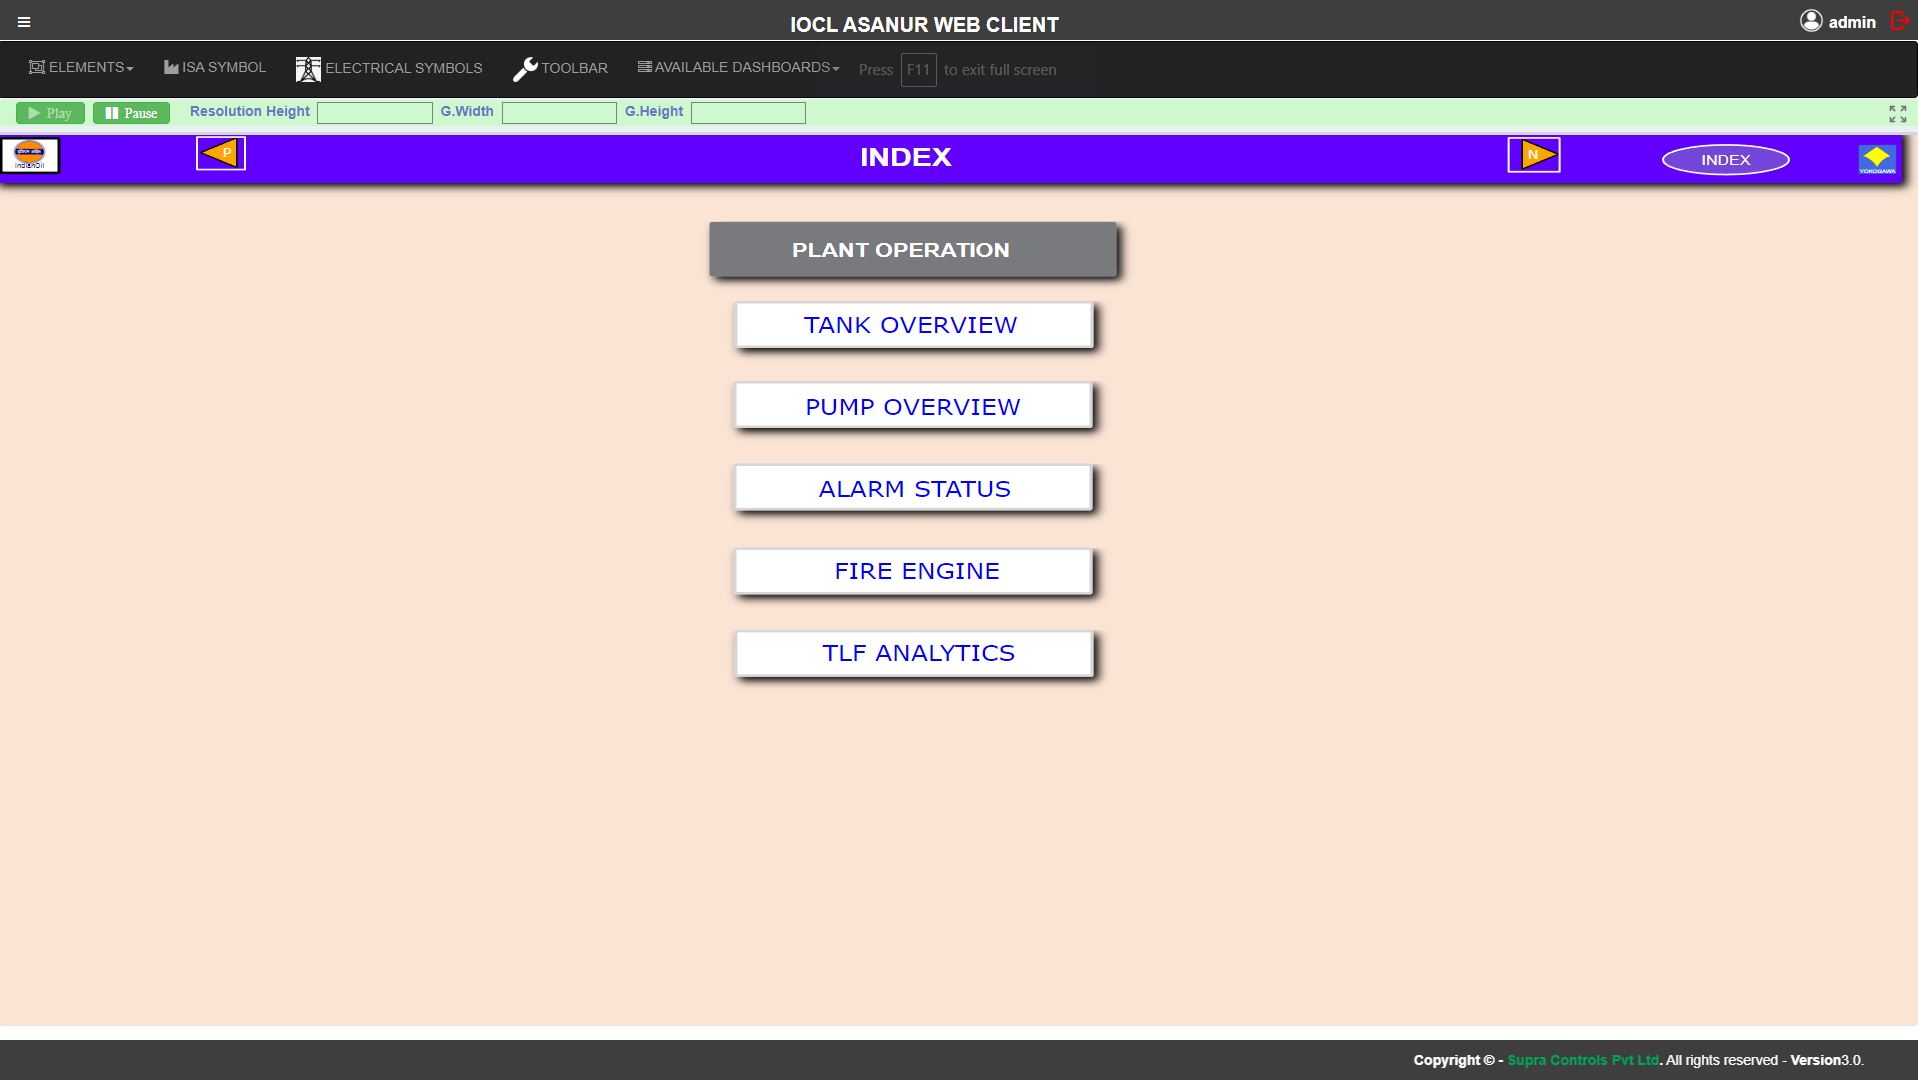 IOCL ASANUR WEB CLIENT
admin
ELEMENTS ISA SYMBOL ELECTRICAL SYMBOLS TOOLBAR AVAILABLE DASHBOARDS Press F11 to exit full screen
Play Pause Resolution Height G.Width G.Height
IndianOil P INDEX N INDEX YOKOGAWA
PLANT OPERATION
TANK OVERVIEW
PUMP OVERVIEW
ALARM STATUS
FIRE ENGINE
TLF ANALYTICS
Copyright © - Supra Controls Pvt Ltd. All rights reserved - Version3.0.